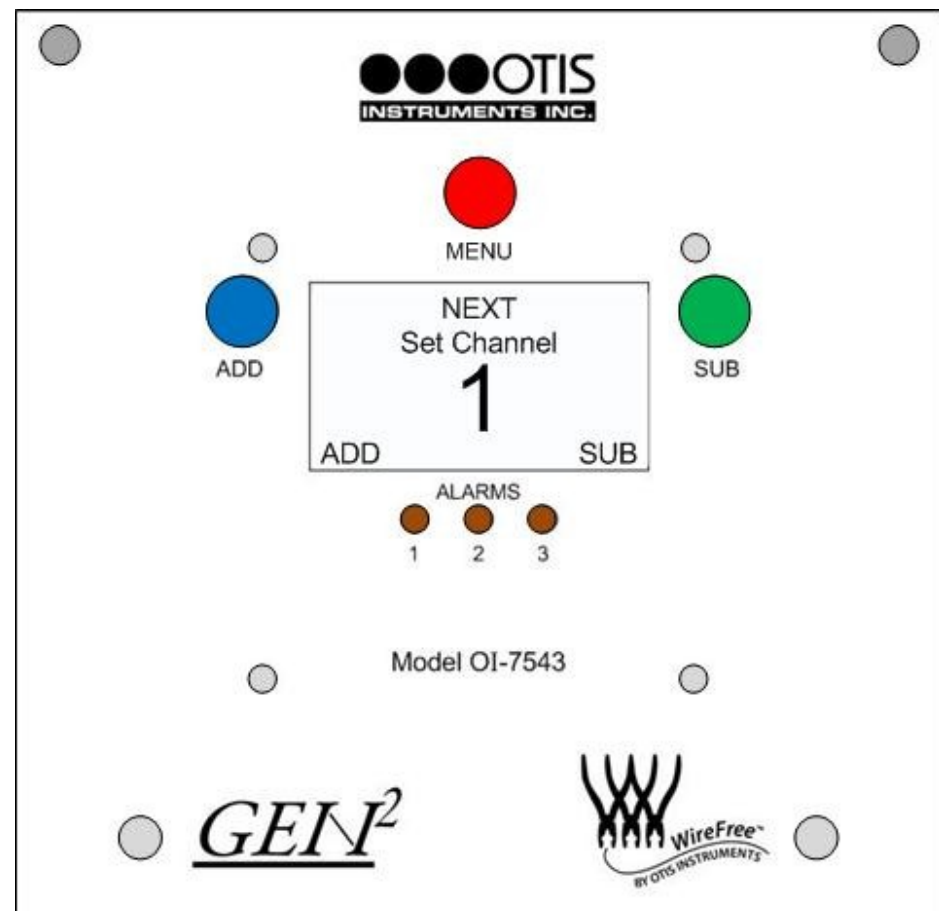 OTIS
INSTRUMENTS INC.
MENU
NEXT
Set Channel
1
ADD SUB
ADD
SUB
ALARMS
1 2 3
Model OI-7543
GEN²
WireFree™
BY OTIS INSTRUMENTS